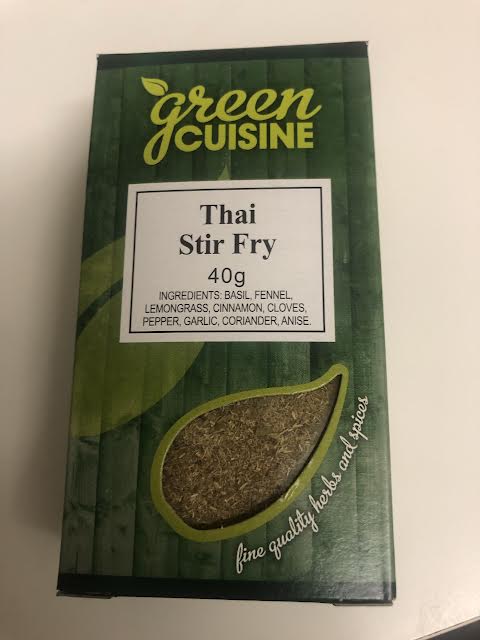 green
CUISINE
Thai
Stir Fry
40g
INGREDIENTS: BASIL, FENNEL,
LEMONGRASS, CINNAMON, CLOVES,
PEPPER, GARLIC, CORIANDER, ANISE.
fine quality herbs and spices